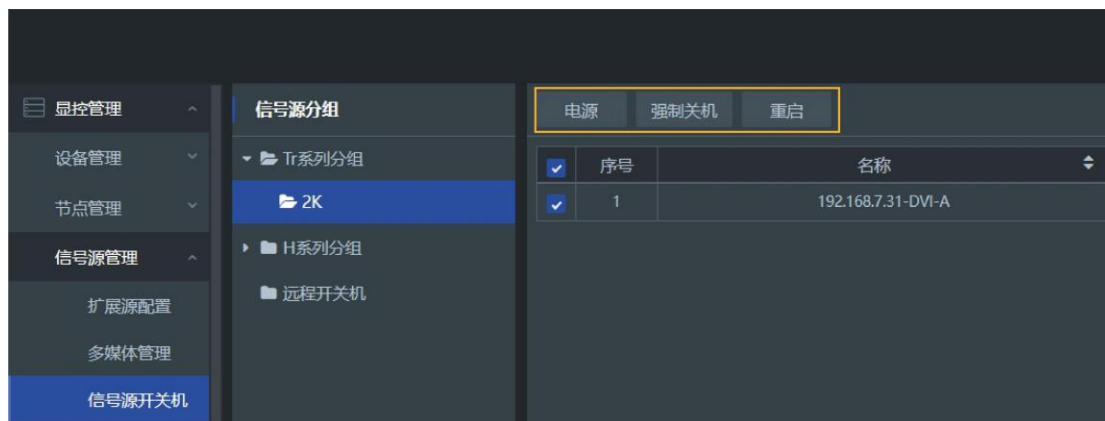 显控管理
设备管理
节点管理
信号源管理
扩展源配置
多媒体管理
信号源开关机
信号源分组
Tr系列分组
2K
H系列分组
远程开关机
电源 强制关机 重启
序号 名称
1 192.168.7.31-DVI-A